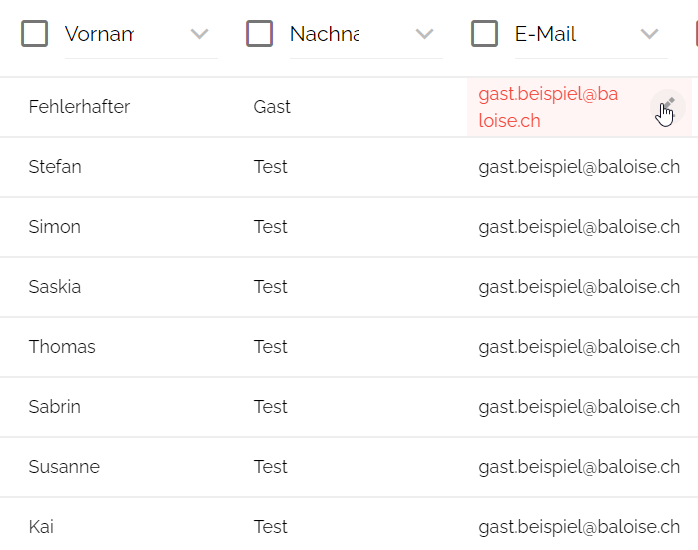 Vornam Nachna E-Mail
Fehlerhafter Gast gast.beispiel@ba
loise.ch
Stefan Test gast.beispiel@baloise.ch
Simon Test gast.beispiel@baloise.ch
Saskia Test gast.beispiel@baloise.ch
Thomas Test gast.beispiel@baloise.ch
Sabrin Test gast.beispiel@baloise.ch
Susanne Test gast.beispiel@baloise.ch
Kai Test gast.beispiel@baloise.ch